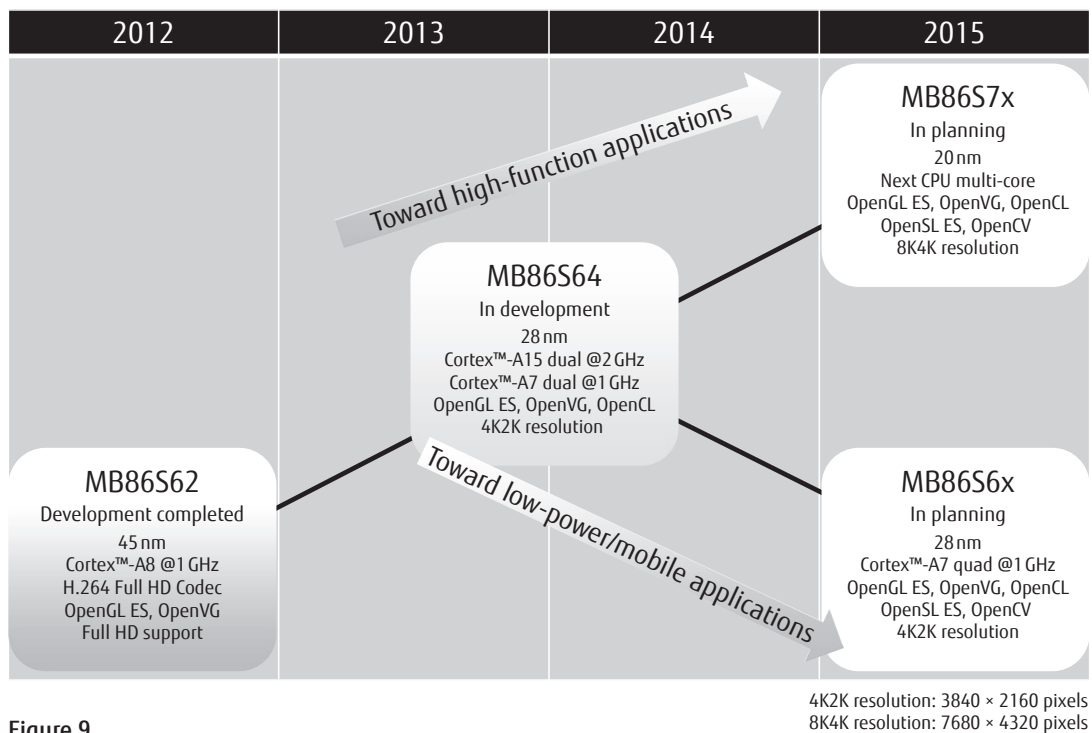 2012
2013
2014
2015
MB86S7x
In planning
20 nm
Next CPU multi-core
OpenGL ES, OpenVG, OpenCL
OpenSL ES, OpenCV
8K4K resolution
Toward high-function applications
MB86S64
In development
28 nm
Cortex™-A15 dual @2 GHz
Cortex™-A7 dual @1 GHz
OpenGL ES, OpenVG, OpenCL
4K2K resolution
Toward low-power/mobile applications
MB86S62
Development completed
45 nm
Cortex™-A8 @1 GHz
H.264 Full HD Codec
OpenGL ES, OpenVG
Full HD support
MB86S6x
In planning
28 nm
Cortex™-A7 quad @1 GHz
OpenGL ES, OpenVG, OpenCL
OpenSL ES, OpenCV
4K2K resolution
4K2K resolution: 3840 × 2160 pixels
8K4K resolution: 7680 × 4320 pixels
Figure 9